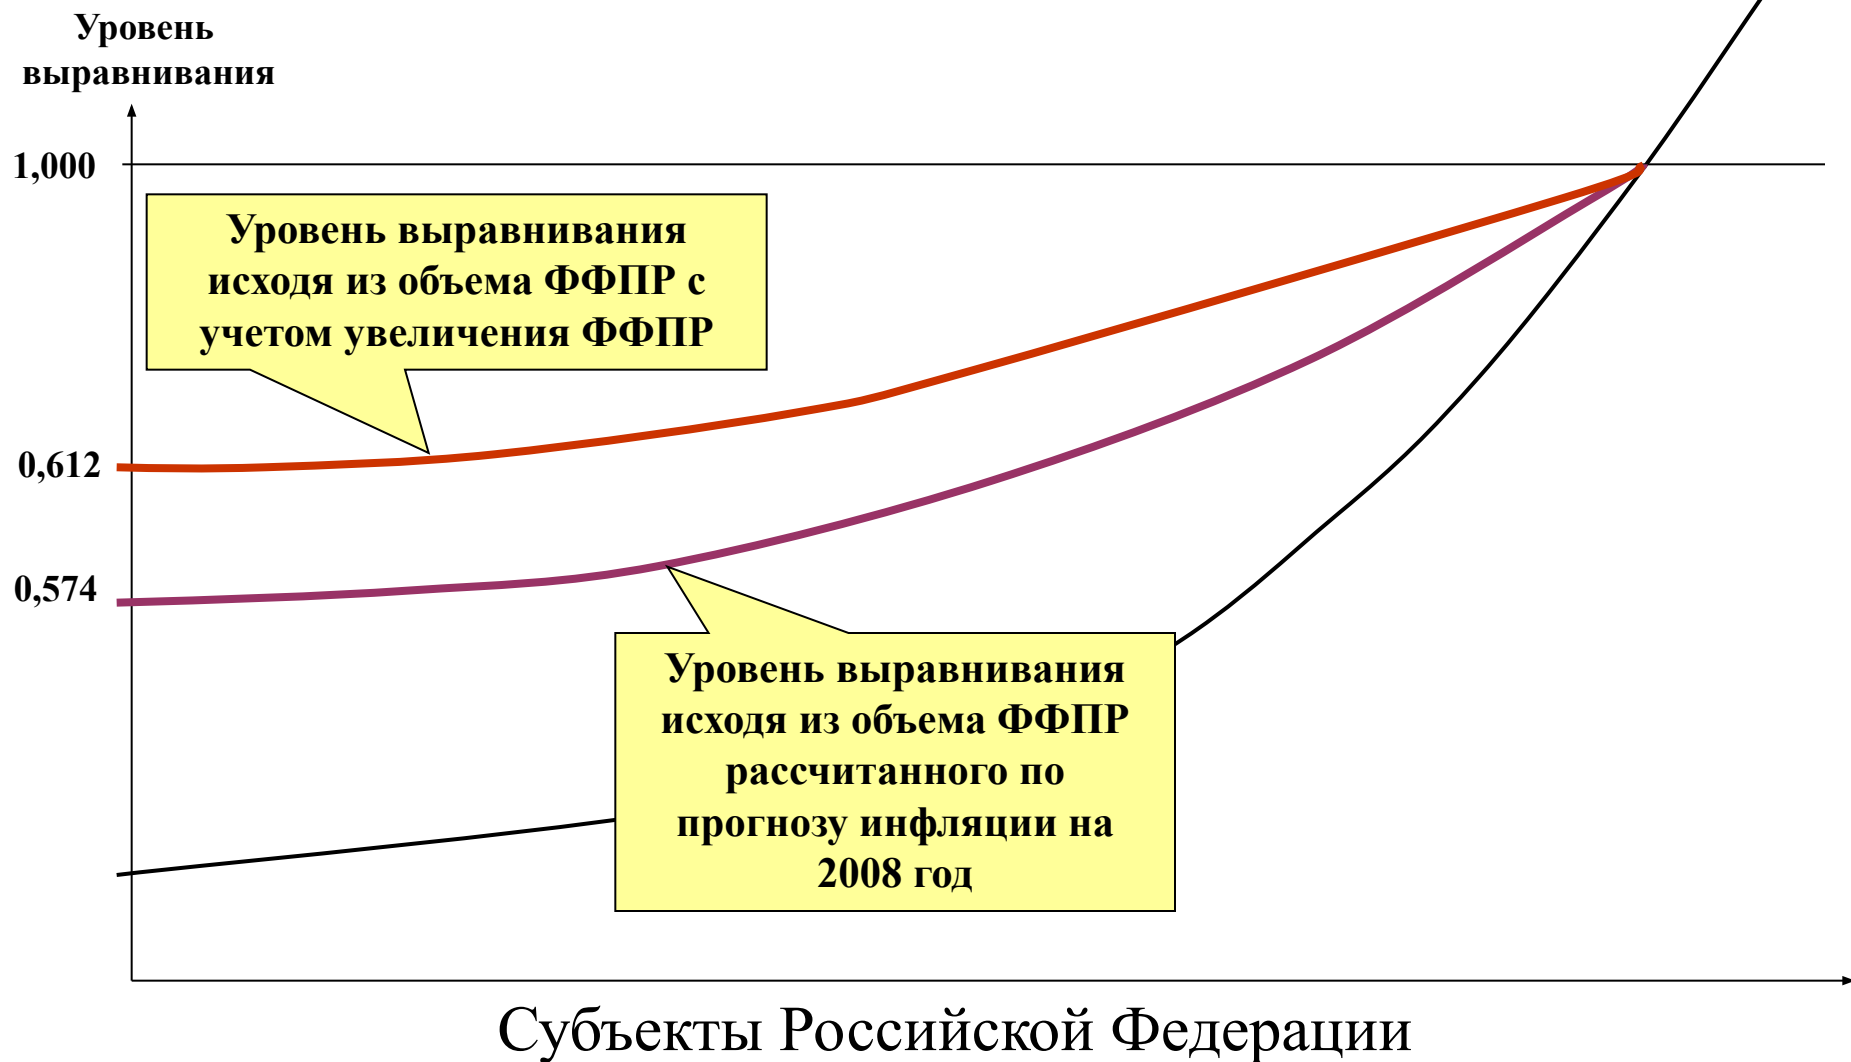 Уровень
выравнивания
1,000
Уровень выравнивания
исходя из объема ФФПР с
учетом увеличения ФФПР
0,612
0,574
Уровень выравнивания
исходя из объема ФФПР
рассчитанного по
прогнозу инфляции на
2008 год
Субъекты Российской Федерации